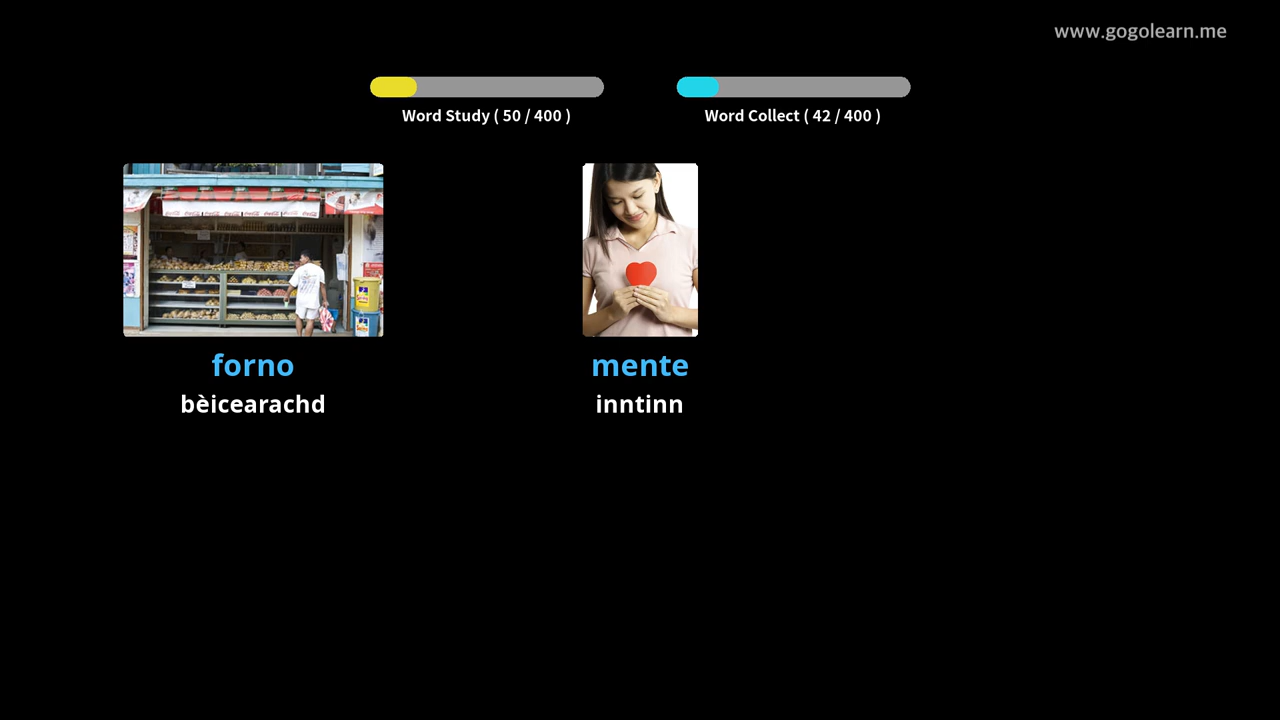 www.gogolearn.me
Word Study ( 50 / 400 )
Word Collect ( 42 / 400 )
forno
mente
bèicearachd
inntinn